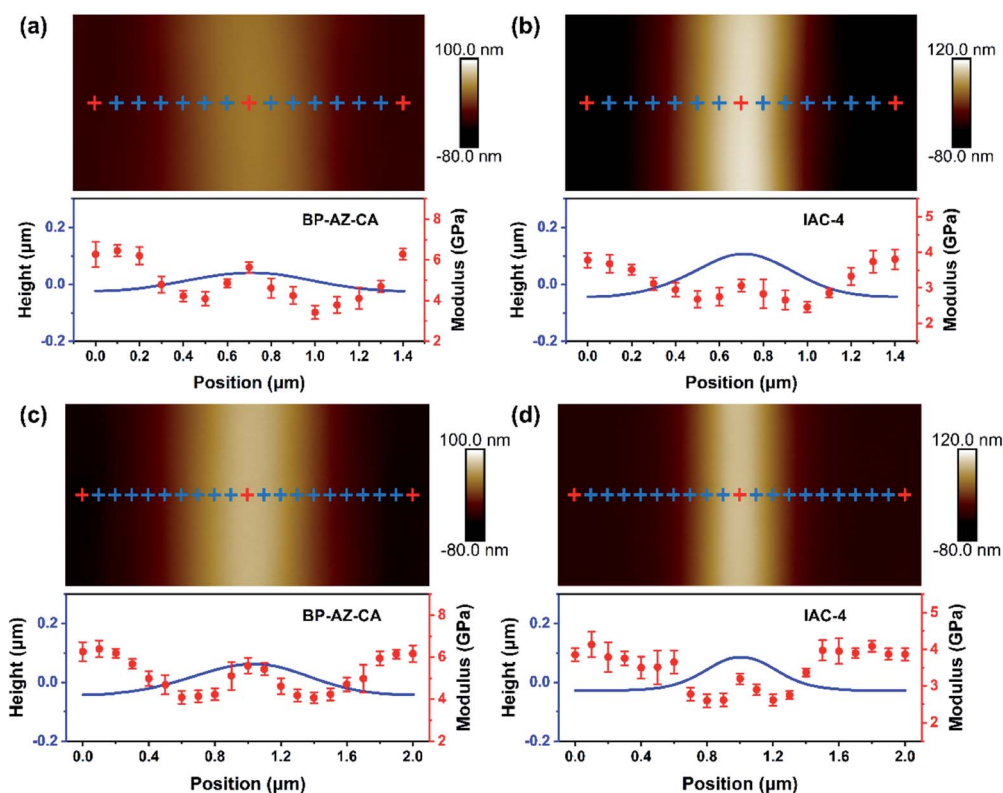 (a)
100.0 nm
-80.0 nm
BP-AZ-CA
Height (µm)
0.2
0.0
-0.2
Modulus (GPa)
8
6
4
2
0.0 0.2 0.4 0.6 0.8 1.0 1.2 1.4
Position (µm)
(b)
120.0 nm
-80.0 nm
IAC-4
Height (µm)
0.2
0.0
-0.2
Modulus (GPa)
5
4
3
2
0.0 0.2 0.4 0.6 0.8 1.0 1.2 1.4
Position (µm)
(c)
100.0 nm
-80.0 nm
BP-AZ-CA
Height (µm)
0.2
0.0
-0.2
Modulus (GPa)
8
6
4
2
0.0 0.4 0.8 1.2 1.6 2.0
Position (µm)
(d)
120.0 nm
-80.0 nm
IAC-4
Height (µm)
0.2
0.0
-0.2
Modulus (GPa)
5
4
3
2
0.0 0.4 0.8 1.2 1.6 2.0
Position (µm)